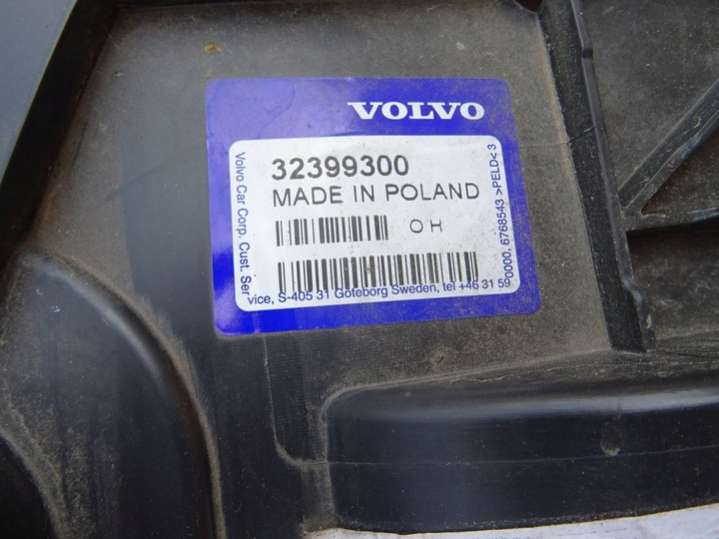 VOLVO
32399300
MADE IN POLAND
OH
Volvo Car Corp. Cust. Ser
vice, S-405 31 Göteborg Sweden, tel +46 31 59
0000, 6768543 >PELD< 3